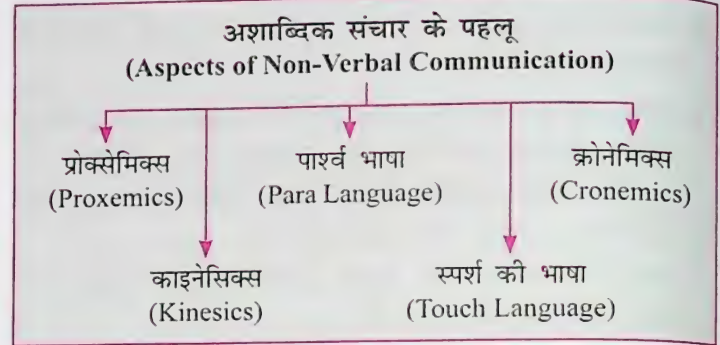 अशाब्दिक संचार के पहलू
(Aspects of Non-Verbal Communication)
प्रोक्सेमिक्स
(Proxemics)
पार्श्व भाषा
(Para Language)
क्रोनेमिक्स
(Cronemics)
काइनेसिक्स
(Kinesics)
स्पर्श की भाषा
(Touch Language)